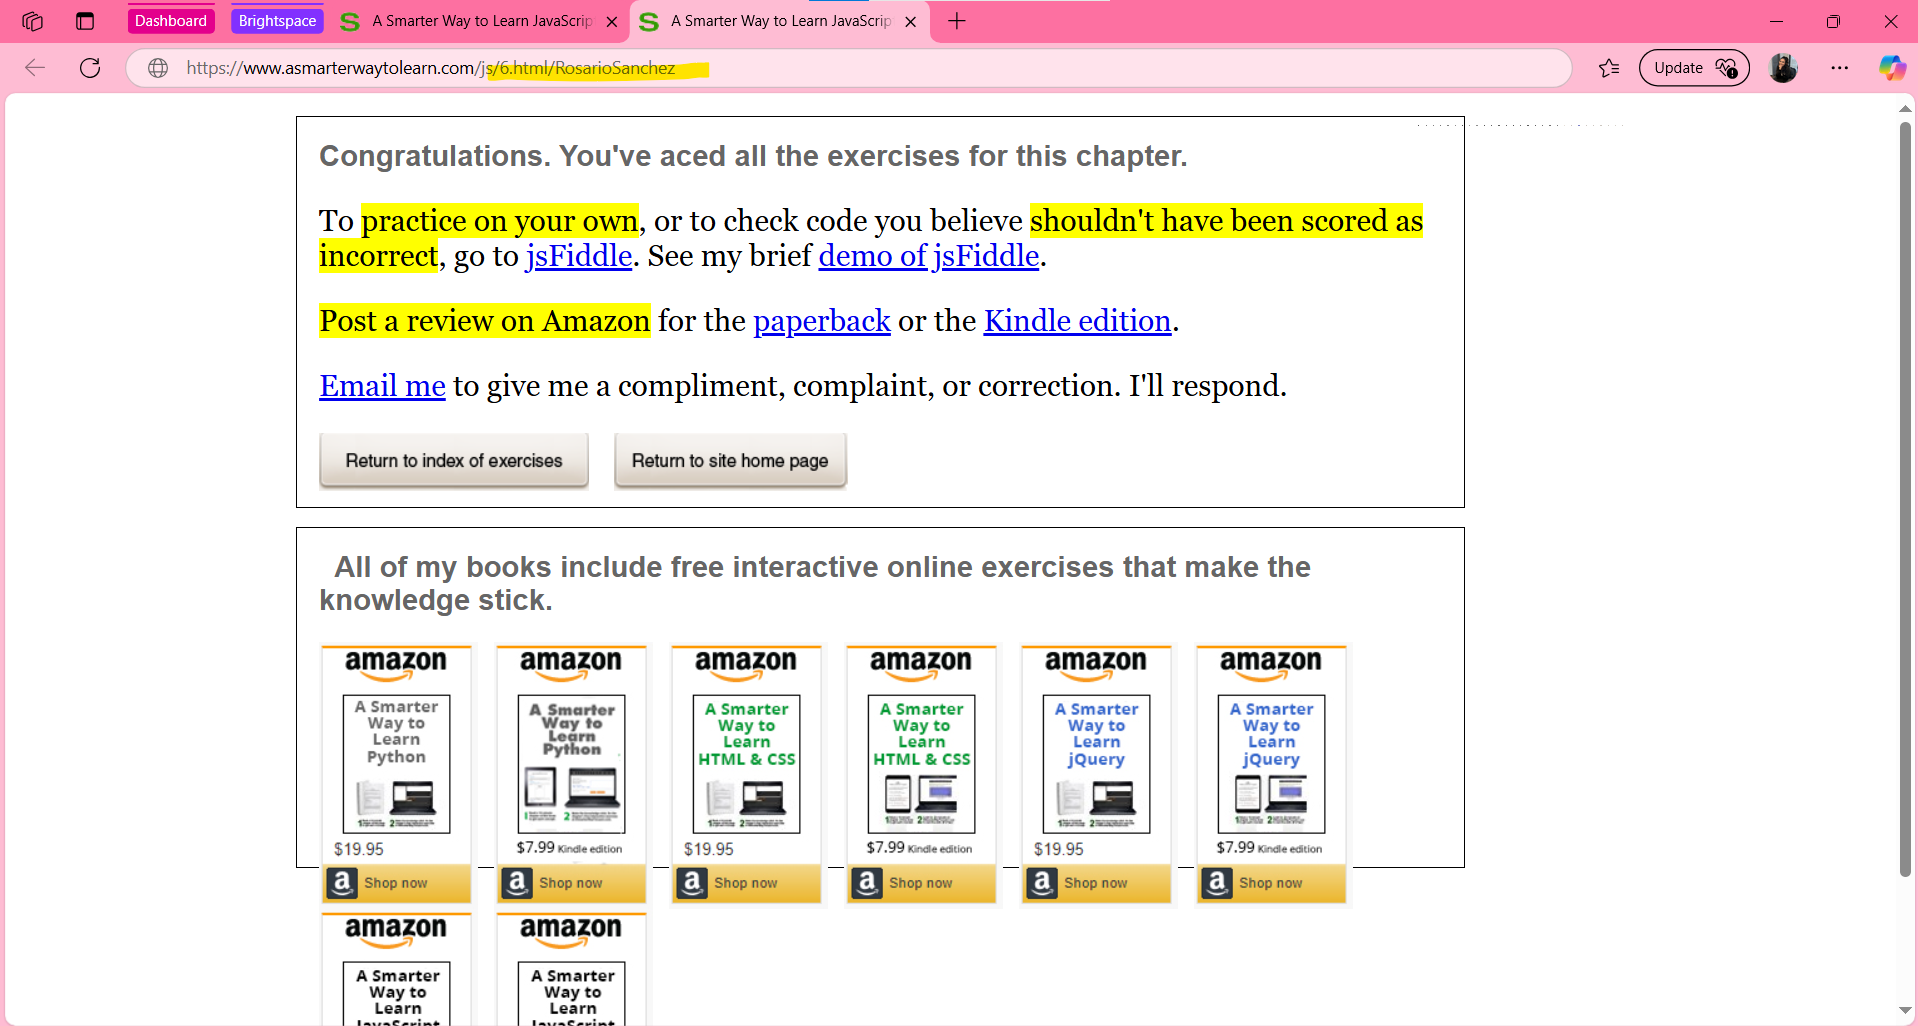 Dashboard
Brightspace
A Smarter Way to Learn JavaScrip
A Smarter Way to Learn JavaScrip
https://www.asmarterwaytolearn.com/js/6.html/RosarioSanchez
Update
Congratulations. You've aced all the exercises for this chapter.
To practice on your own, or to check code you believe shouldn't have been scored as
incorrect, go to jsFiddle. See my brief demo of jsFiddle.
Post a review on Amazon for the paperback or the Kindle edition.
Email me to give me a compliment, complaint, or correction. I'll respond.
Return to index of exercises
Return to site home page
All of my books include free interactive online exercises that make the
knowledge stick.
amazon
A Smarter
Way to
Learn
Python
$19.95
Shop now
amazon
A Smarter
Way to
Learn
Python
$7.99 Kindle edition
Shop now
amazon
A Smarter
Way to
Learn
HTML & CSS
$19.95
Shop now
amazon
A Smarter
Way to
Learn
HTML & CSS
$7.99 Kindle edition
Shop now
amazon
A Smarter
Way to
Learn
jQuery
$19.95
Shop now
amazon
A Smarter
Way to
Learn
jQuery
$7.99 Kindle edition
Shop now
amazon
A Smarter
Way to
Learn
JavaScript
amazon
A Smarter
Way to
Learn
JavaScript